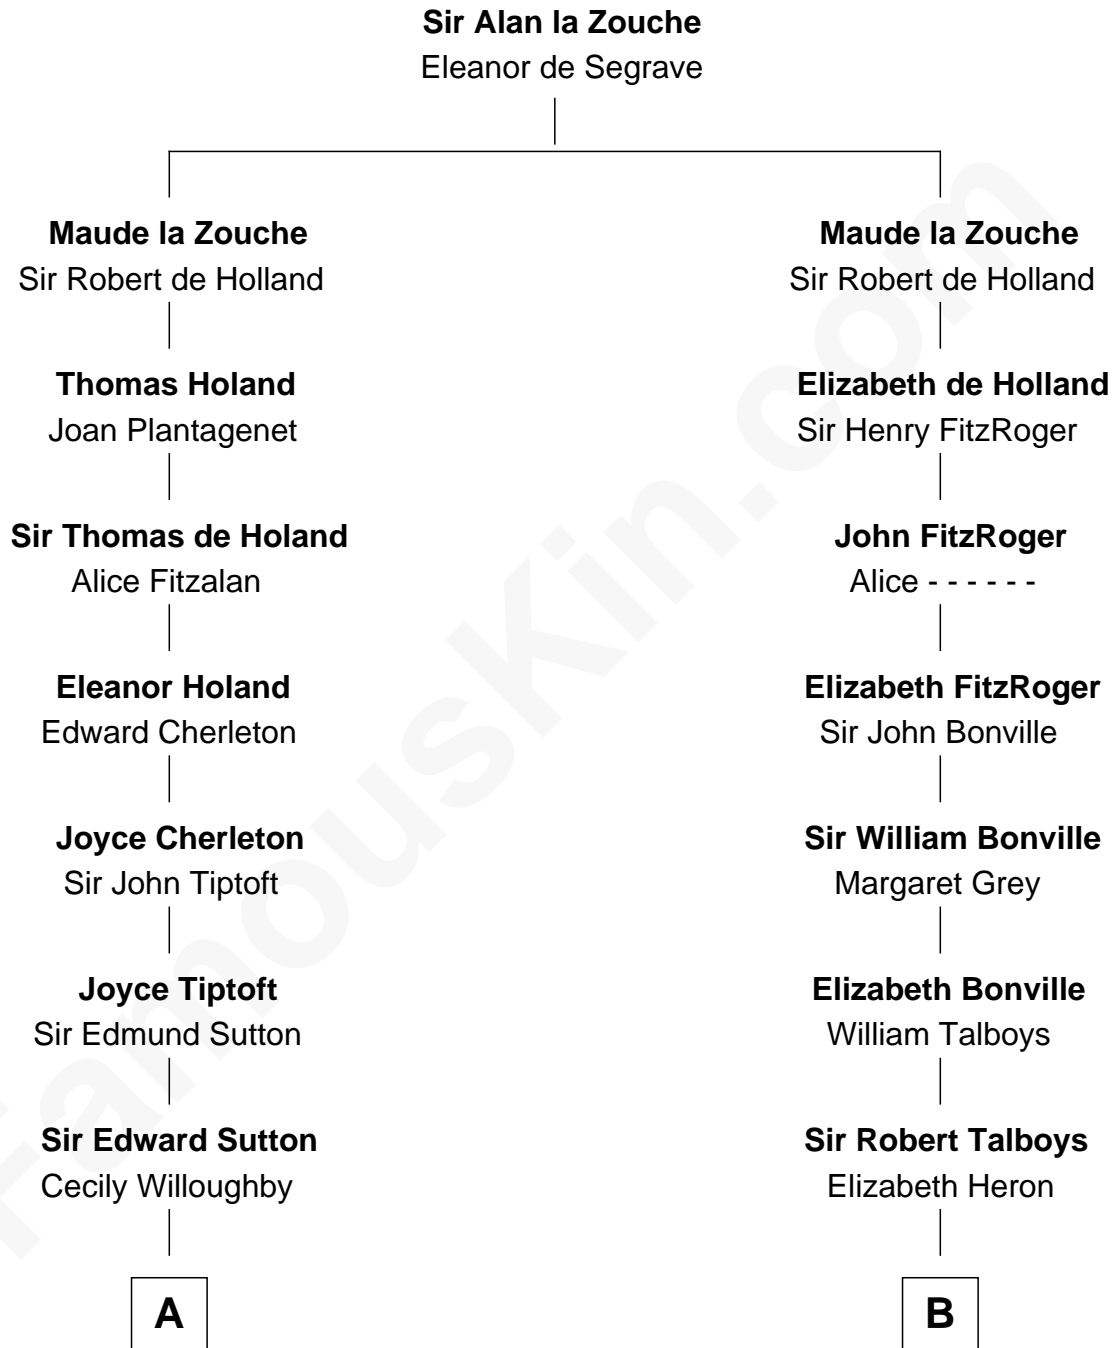 Sir Alan la Zouche
Eleanor de Segrave
Maude la Zouche
Sir Robert de Holland
Maude la Zouche
Sir Robert de Holland
Thomas Holand
Joan Plantagenet
Elizabeth de Holland
Sir Henry FitzRoger
Sir Thomas de Holand
Alice Fitzalan
John FitzRoger
Alice - - - - - -
Eleanor Holand
Edward Cherleton
Elizabeth FitzRoger
Sir John Bonville
Joyce Cherleton
Sir John Tiptoft
Sir William Bonville
Margaret Grey
Joyce Tiptoft
Sir Edmund Sutton
Elizabeth Bonville
William Talboys
Sir Edward Sutton
Cecily Willoughby
Sir Robert Talboys
Elizabeth Heron
A
B
FamousKin.com